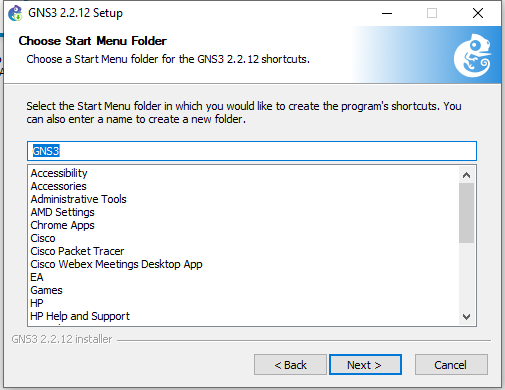 GNS3 2.2.12 Setup
Choose Start Menu Folder
Choose a Start Menu folder for the GNS3 2.2.12 shortcuts.
Select the Start Menu folder in which you would like to create the program's shortcuts. You
can also enter a name to create a new folder.
GNS3
Accessibility
Accessories
Administrative Tools
AMD Settings
Chrome Apps
Cisco
Cisco Packet Tracer
Cisco Webex Meetings Desktop App
EA
Games
HP
HP Help and Support
GNS3 2.2.12 installer
< Back
Next >
Cancel